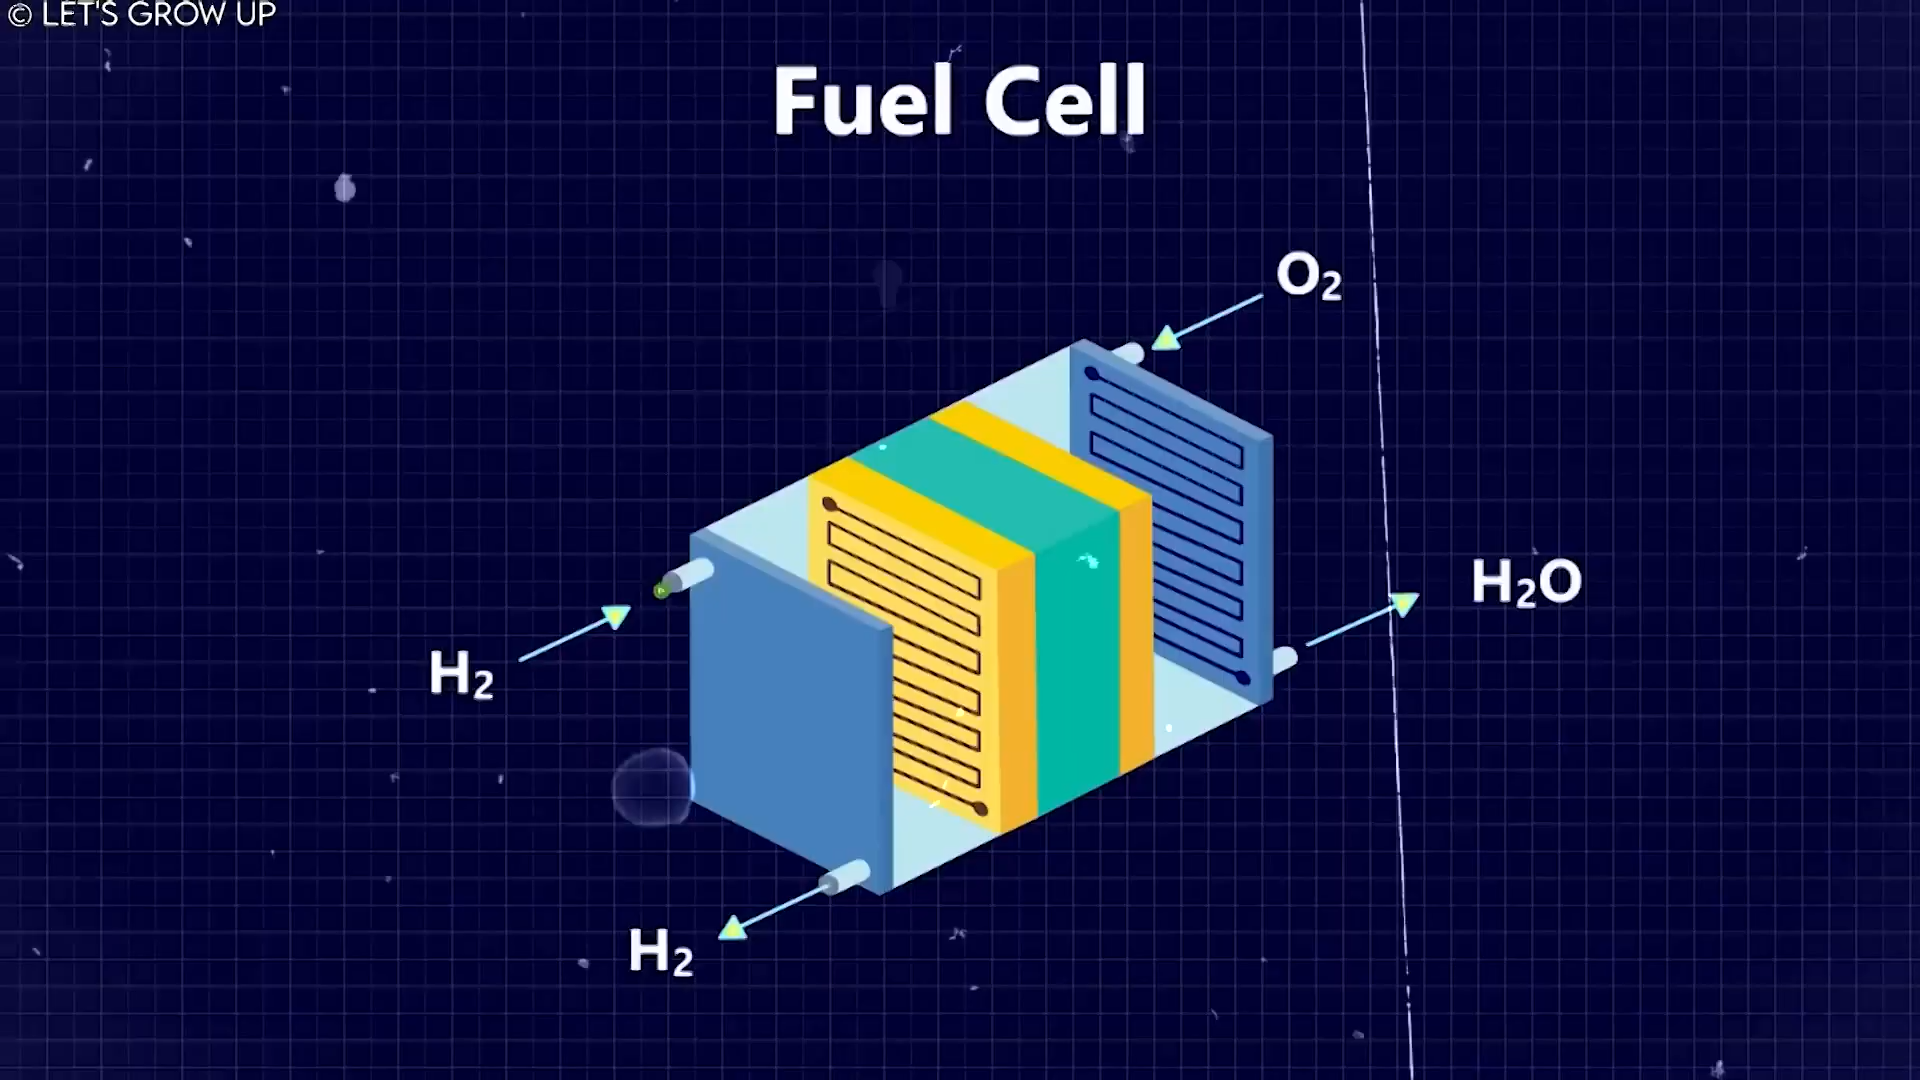 © LET'S GROW UP
Fuel Cell
O₂
H₂O
H₂
H₂